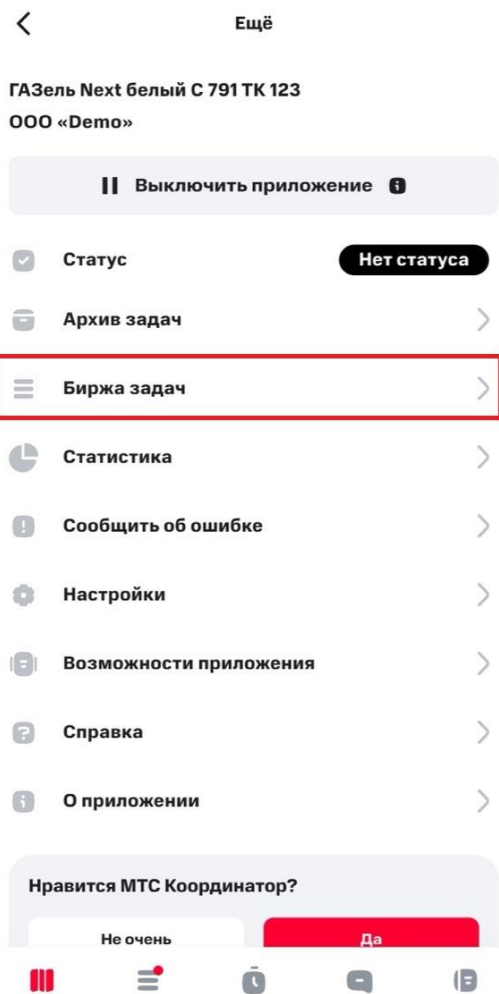 Ещё
ГАЗель Next белый С 791 ТК 123
ООО «Demo»
Выключить приложение
Статус
Нет статуса
Архив задач
Биржа задач
Статистика
Сообщить об ошибке
Настройки
Возможности приложения
Справка
О приложении
Нравится МТС Координатор?
Не очень
Да